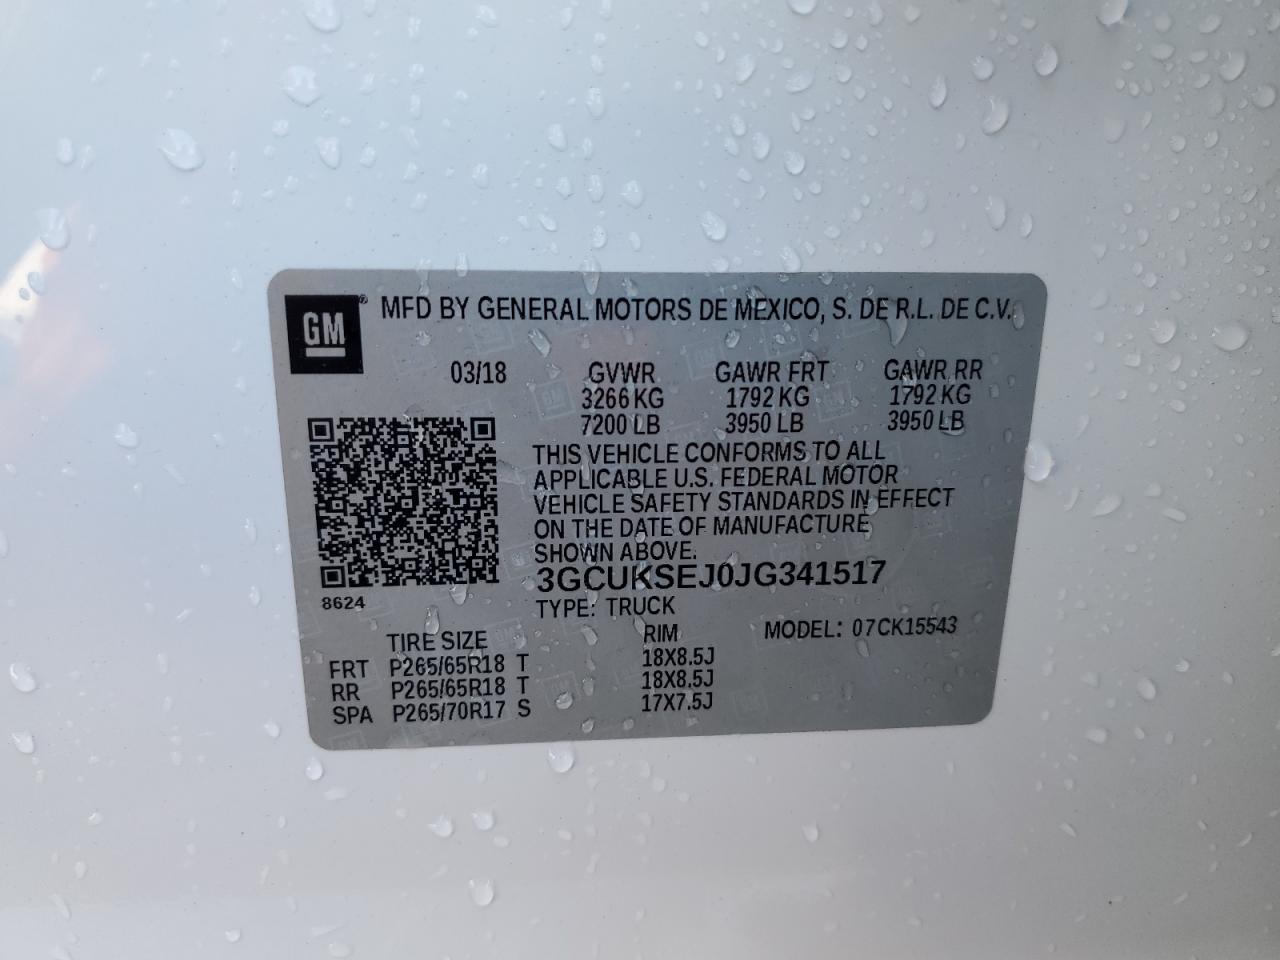 GM
® MFD BY GENERAL MOTORS DE MEXICO, S. DE R.L. DE C.V.
03/18 GVWR GAWR FRT GAWR RR
3266 KG 1792 KG 1792 KG
7200 LB 3950 LB 3950 LB
THIS VEHICLE CONFORMS TO ALL
APPLICABLE U.S. FEDERAL MOTOR
VEHICLE SAFETY STANDARDS IN EFFECT
ON THE DATE OF MANUFACTURE
SHOWN ABOVE.
3GCUKSEJ0JG341517
8624
TYPE: TRUCK
MODEL: 07CK15543
TIRE SIZE RIM
FRT P265/65R18 T 18X8.5J
RR P265/65R18 T 18X8.5J
SPA P265/70R17 S 17X7.5J